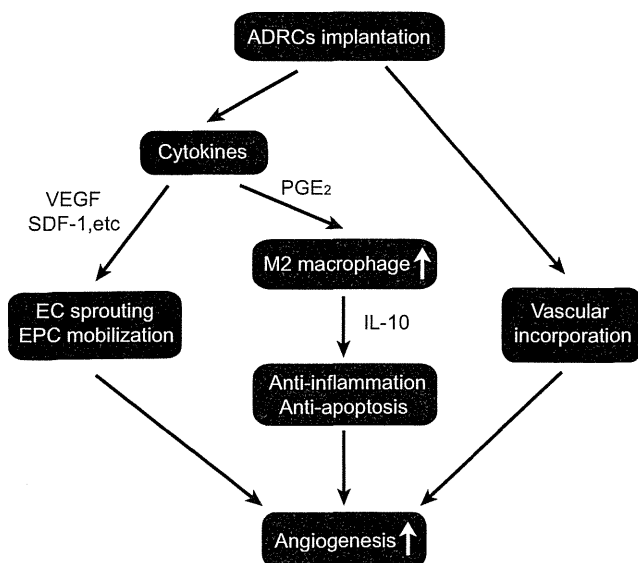 ADRCs implantation
Cytokines
VEGF
SDF-1,etc
PGE₂
M2 macrophage
EC sprouting
EPC mobilization
IL-10
Vascular
incorporation
Anti-inflammation
Anti-apoptosis
Angiogenesis